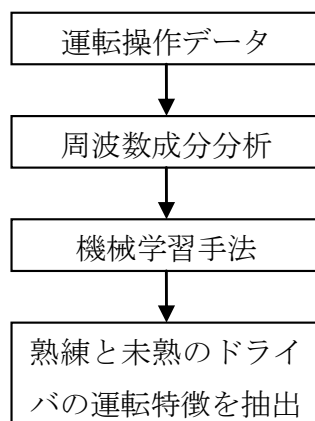 運転操作データ
周波数成分分析
機械学習手法
熟練と未熟のドライ
バの運転特徴を抽出